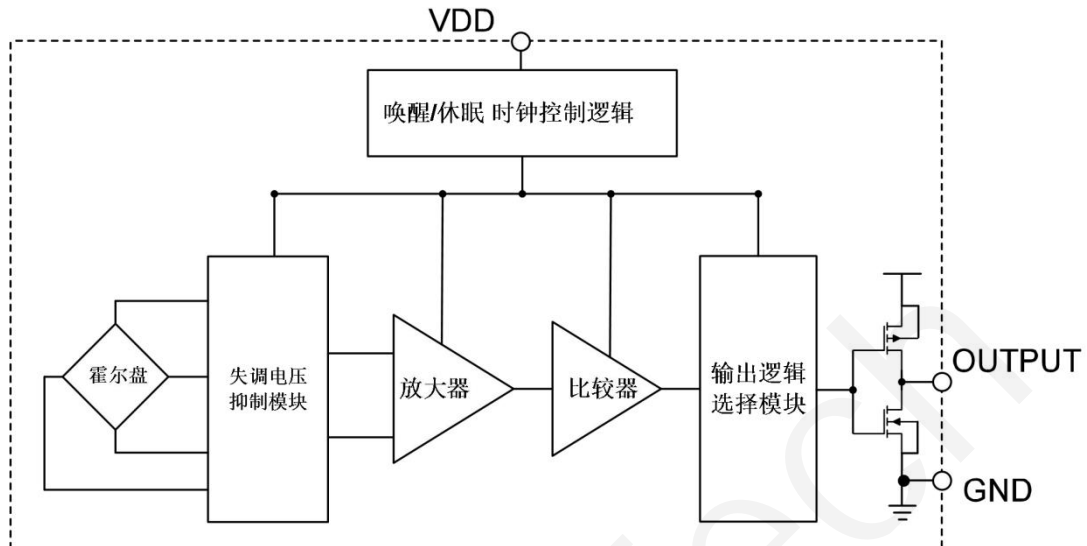 VDD
唤醒/休眠 时钟控制逻辑
霍尔盘
失调电压
抑制模块
放大器
比较器
输出逻辑
选择模块
OUTPUT
GND